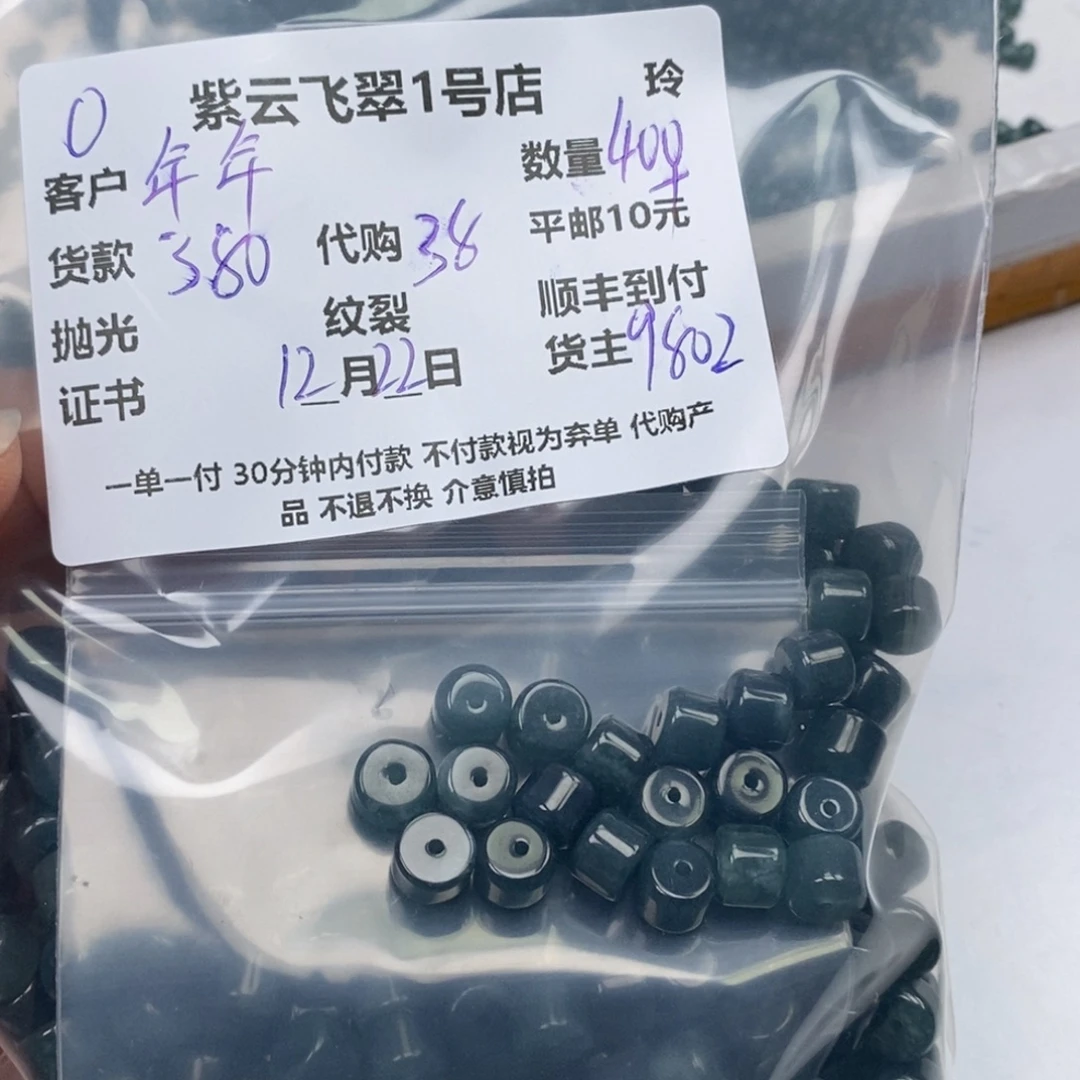 0 紫云飞翠1号店 玲
客户 年年 数量 400
货款 380 代购 38 平邮10元
抛光 纹裂 顺丰到付
证书 12月22日 货主 9802
一单一付 30分钟内付款 不付款视为弃单 代购产
品 不退不换 介意慎拍